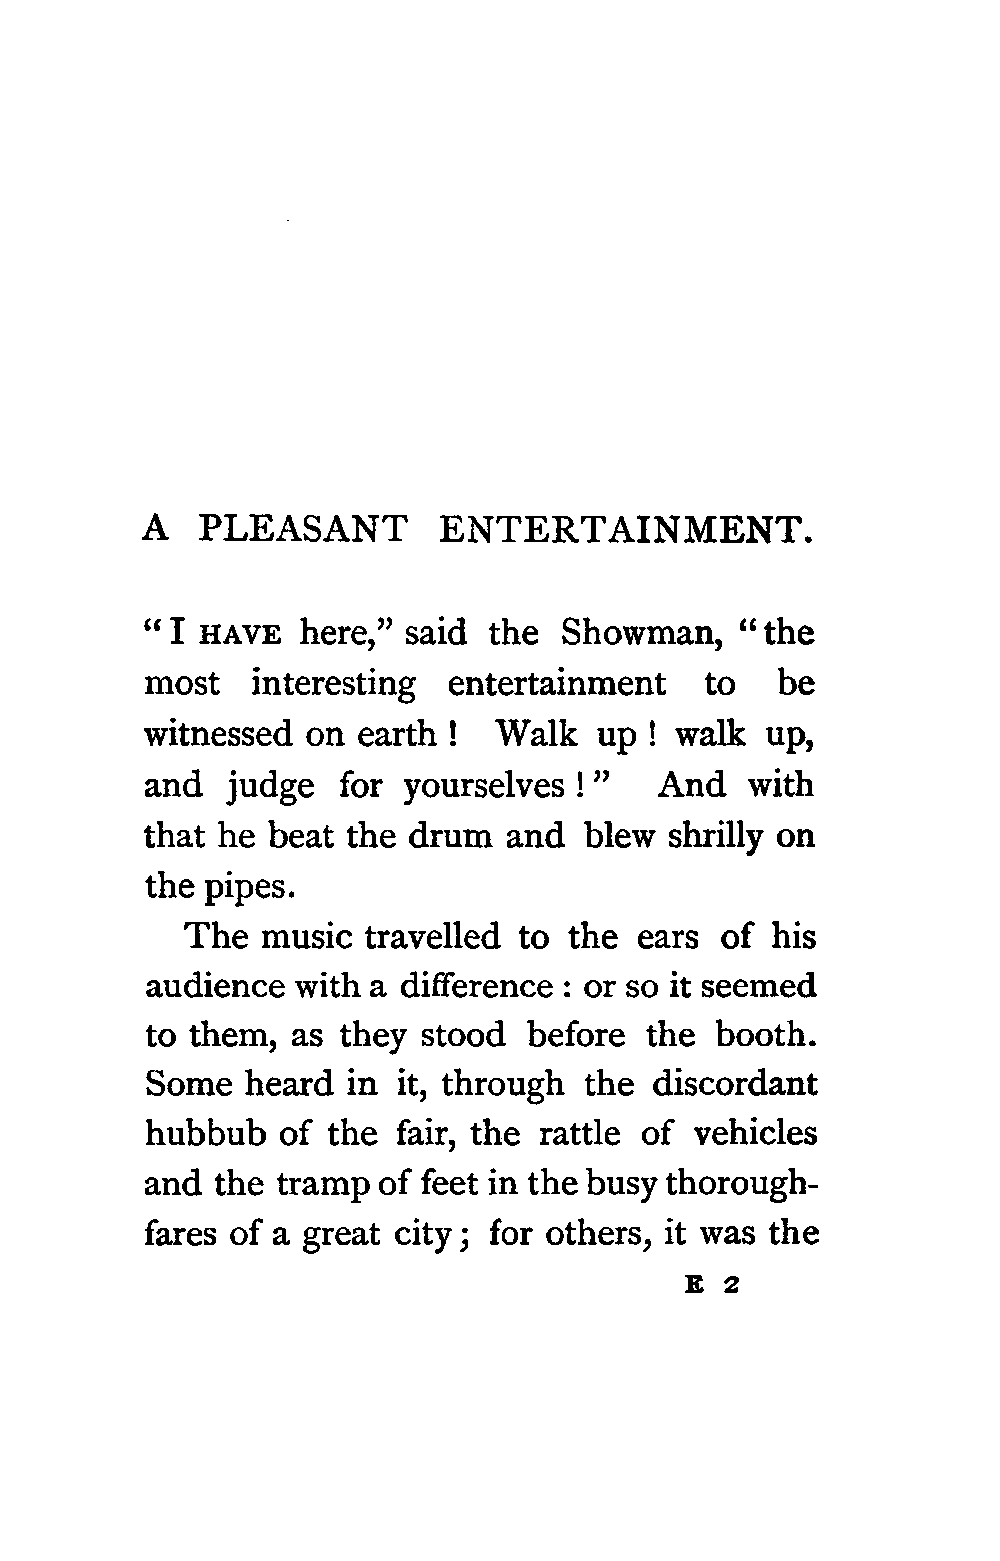 A PLEASANT ENTERTAINMENT.
“I HAVE here,” said the Showman, “the
most interesting entertainment to be
witnessed on earth! Walk up! walk up,
and judge for yourselves!” And with
that he beat the drum and blew shrilly on
the pipes.
The music travelled to the ears of his
audience with a difference: or so it seemed
to them, as they stood before the booth.
Some heard in it, through the discordant
hubbub of the fair, the rattle of vehicles
and the tramp of feet in the busy thorough-
fares of a great city; for others, it was the
E 2